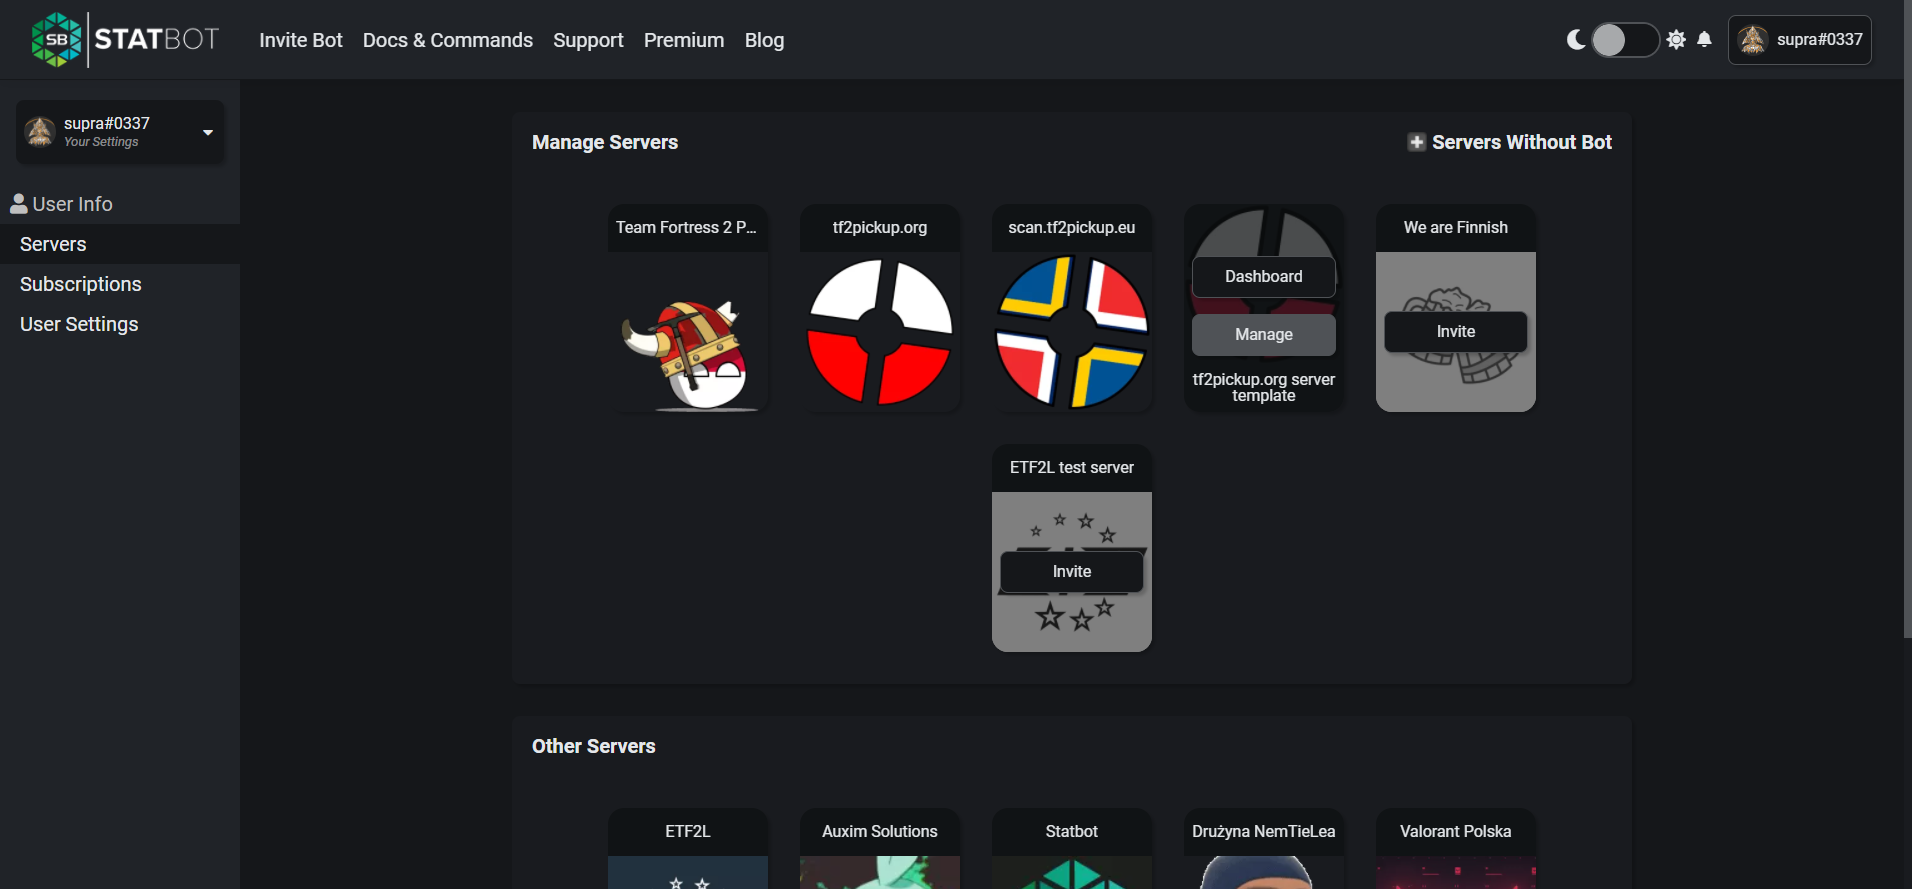 SB STATBOT
Invite Bot
Docs & Commands
Support
Premium
Blog
supra#0337
supra#0337
Your Settings
User Info
Servers
Subscriptions
User Settings
Manage Servers
Servers Without Bot
Team Fortress 2 P...
tf2pickup.org
scan.tf2pickup.eu
Dashboard
Manage
tf2pickup.org server
template
We are Finnish
Invite
ETF2L test server
Invite
Other Servers
ETF2L
Auxim Solutions
Statbot
Drużyna NemTieLea
Valorant Polska